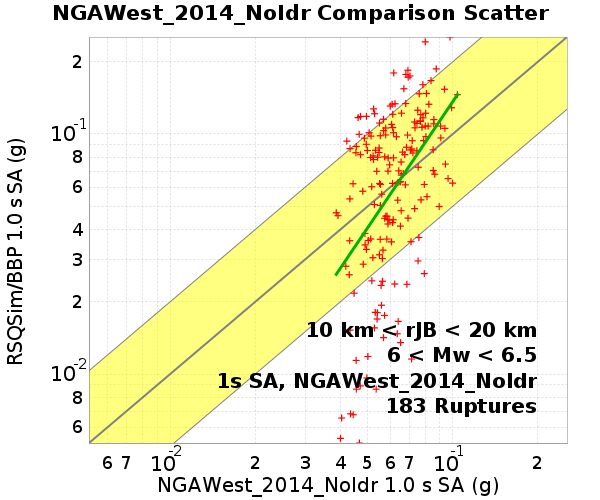 NGAWest_2014_NoIdr Comparison Scatter
RSQSim/BBP 1.0 s SA (g)
2
10-1
8
6
4
3
2
10-2
8
6
10 km < rJB < 20 km
6 < Mw < 6.5
1s SA, NGAWest_2014_NoIdr
183 Ruptures
6 7 10-2 2 3 4 5 6 7 10-1 2
NGAWest_2014_NoIdr 1.0 s SA (g)